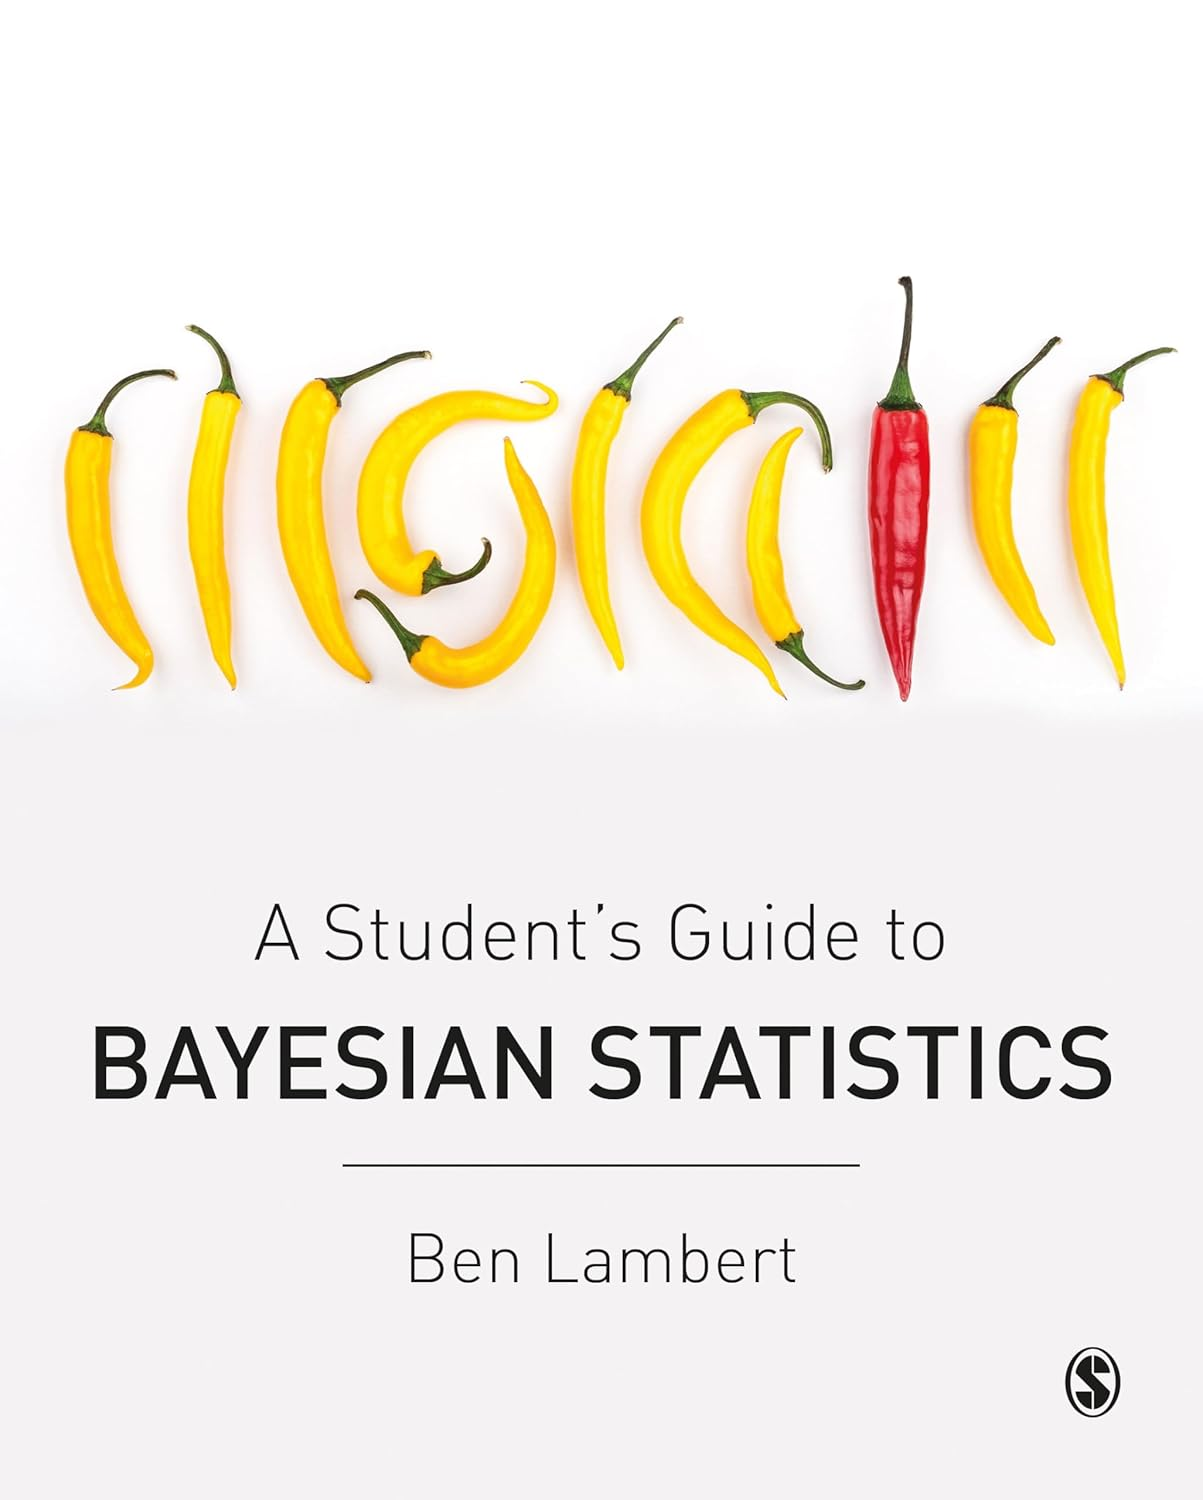 A Student’s Guide to
BAYESIAN STATISTICS
Ben Lambert